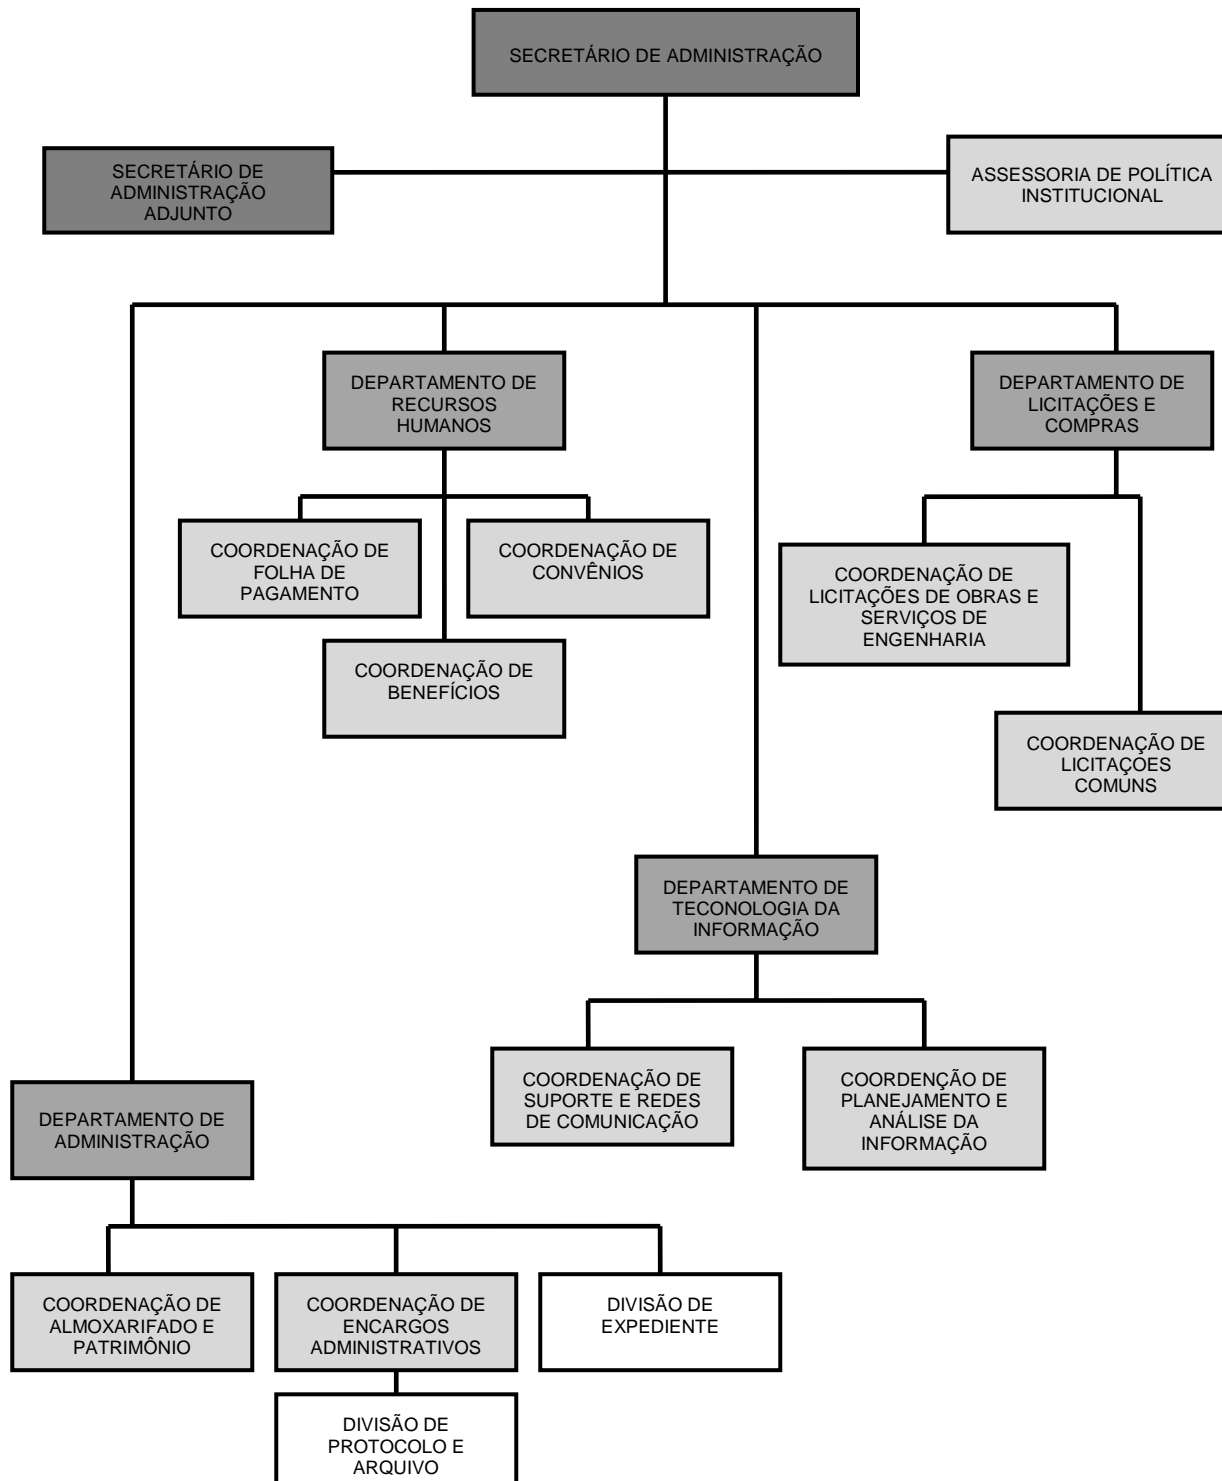 SECRETÁRIO DE ADMINISTRAÇÃO
SECRETÁRIO DE
ADMINISTRAÇÃO
ADJUNTO
ASSESSORIA DE POLÍTICA
INSTITUCIONAL
DEPARTAMENTO DE
RECURSOS
HUMANOS
DEPARTAMENTO DE
LICITAÇÕES E
COMPRAS
COORDENAÇÃO DE
FOLHA DE
PAGAMENTO
COORDENAÇÃO DE
CONVÊNIOS
COORDENAÇÃO DE
LICITAÇÕES DE OBRAS E
SERVIÇOS DE
ENGENHARIA
COORDENAÇÃO DE
BENEFÍCIOS
COORDENAÇÃO DE
LICITAÇOES
COMUNS
DEPARTAMENTO DE
TECONOLOGIA DA
INFORMAÇÃO
COORDENAÇÃO DE
SUPORTE E REDES
DE COMUNICAÇÃO
COORDENÇÃO DE
PLANEJAMENTO E
ANÁLISE DA
INFORMAÇÃO
DEPARTAMENTO DE
ADMINISTRAÇÃO
COORDENAÇÃO DE
ALMOXARIFADO E
PATRIMÔNIO
COORDENAÇÃO DE
ENCARGOS
ADMINISTRATIVOS
DIVISÃO DE
EXPEDIENTE
DIVISÃO DE
PROTOCOLO E
ARQUIVO